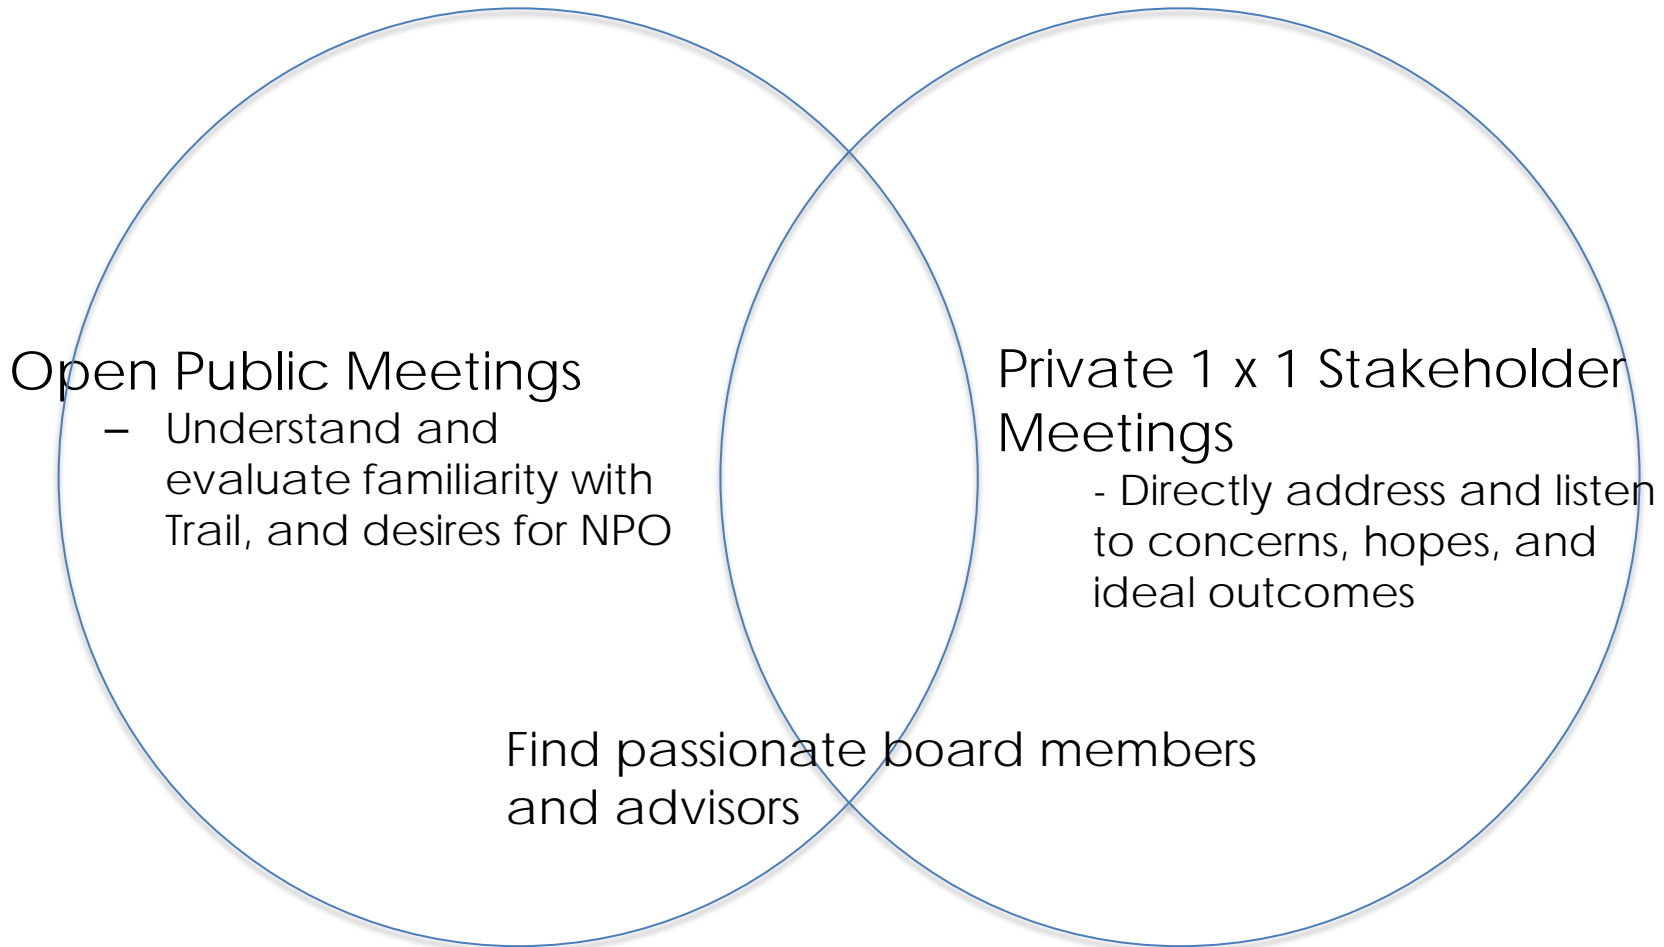 Open Public Meetings
– Understand and
evaluate familiarity with
Trail, and desires for NPO
Private 1 x 1 Stakeholder
Meetings
- Directly address and listen
to concerns, hopes, and
ideal outcomes
Find passionate board members
and advisors